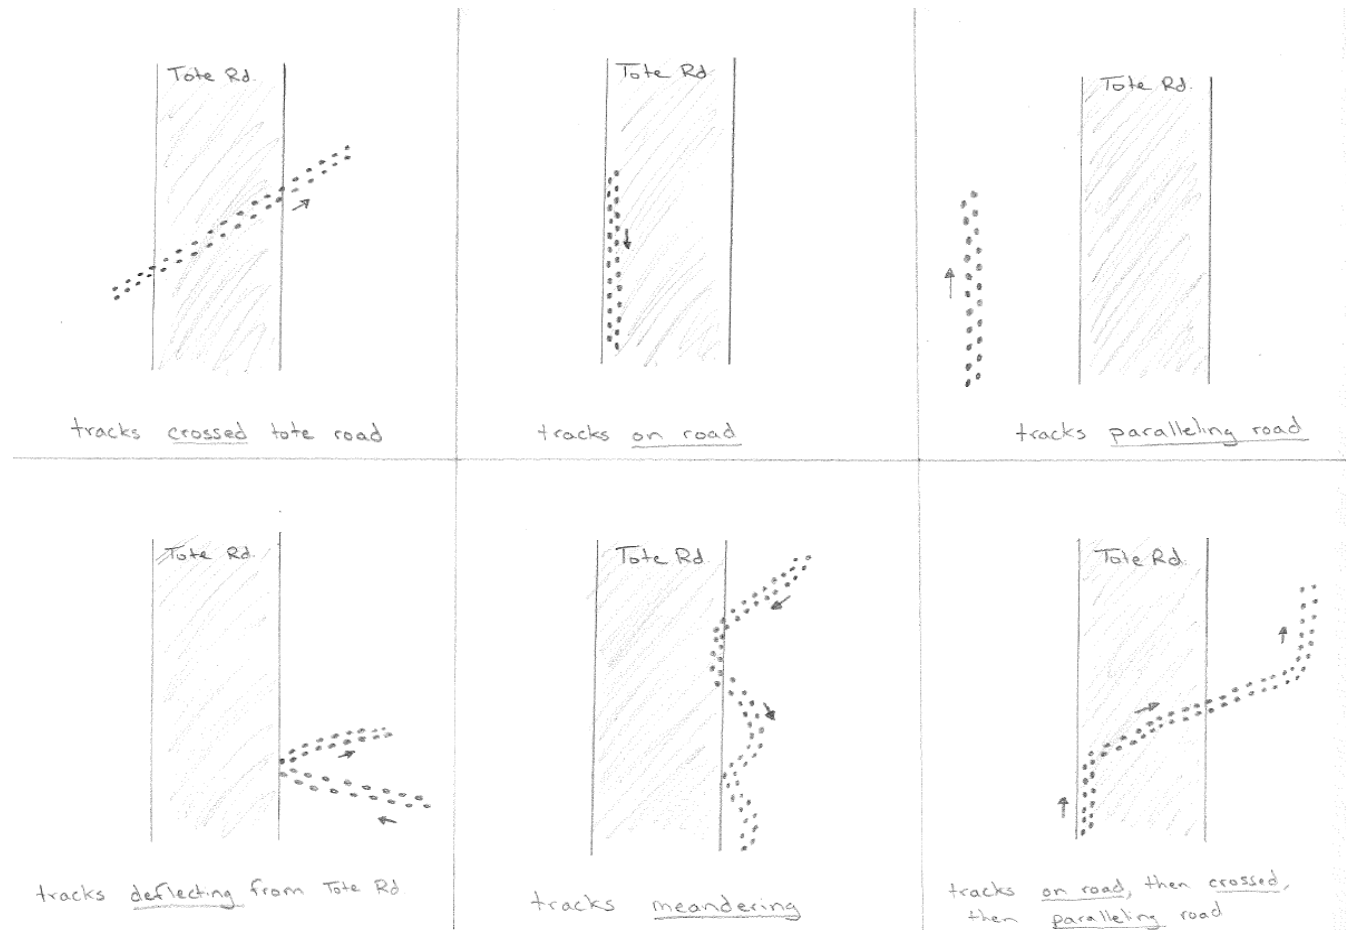 Tote Rd.
tracks crossed tote road
Tote Rd.
tracks on road
Tote Rd.
tracks paralleling road
Tote Rd.
tracks deflecting from Tote Rd
Tote Rd.
tracks meandering
Tote Rd.
tracks on road, then crossed,
then paralleling road